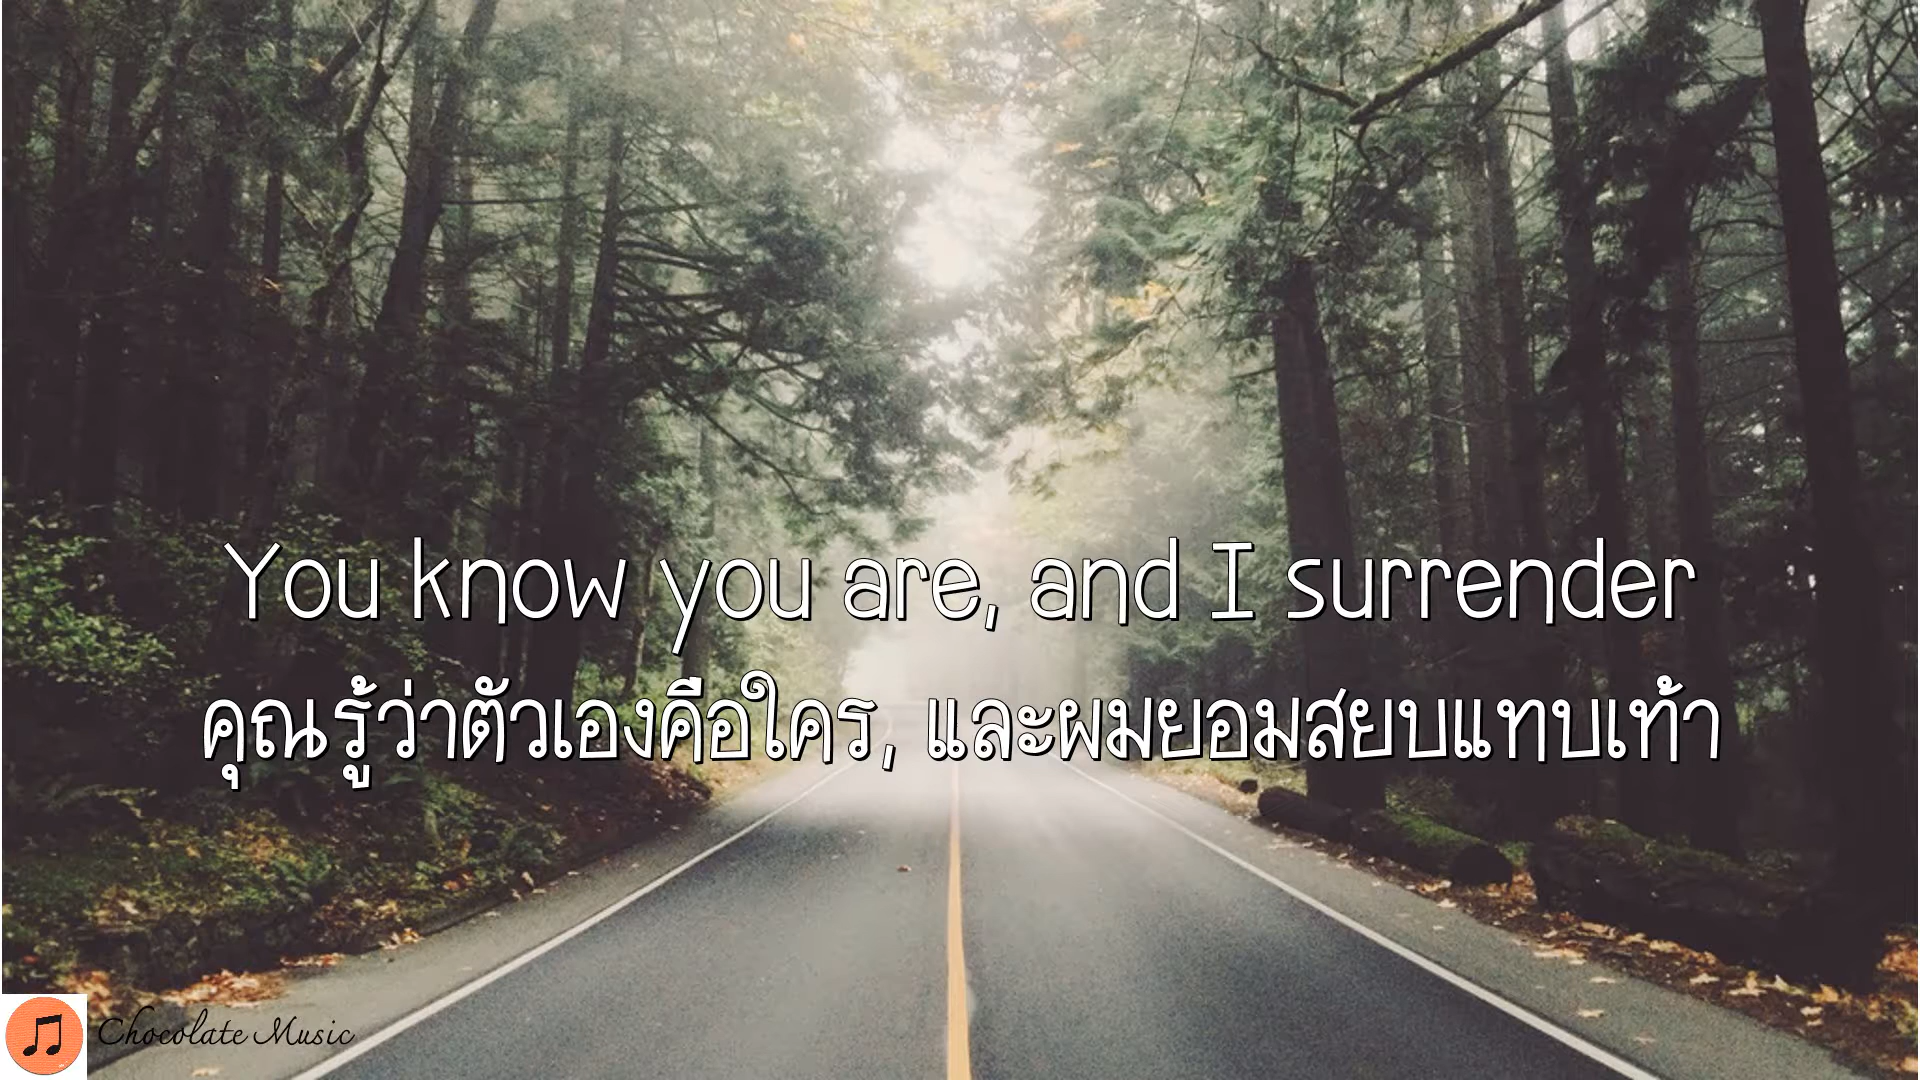 You know you are, and I surrender
คุณรู้ว่าตัวเองคือใคร, และผมยอมสยบแทบเท้า
Chocolate Music